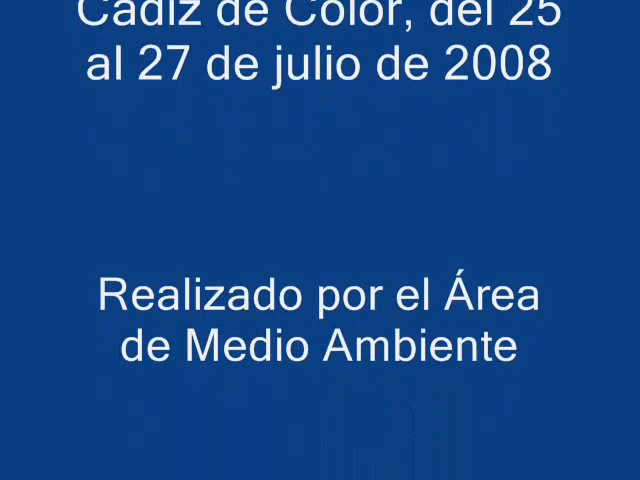 Cádiz de Color, del 25
al 27 de julio de 2008
Realizado por el Área
de Medio Ambiente